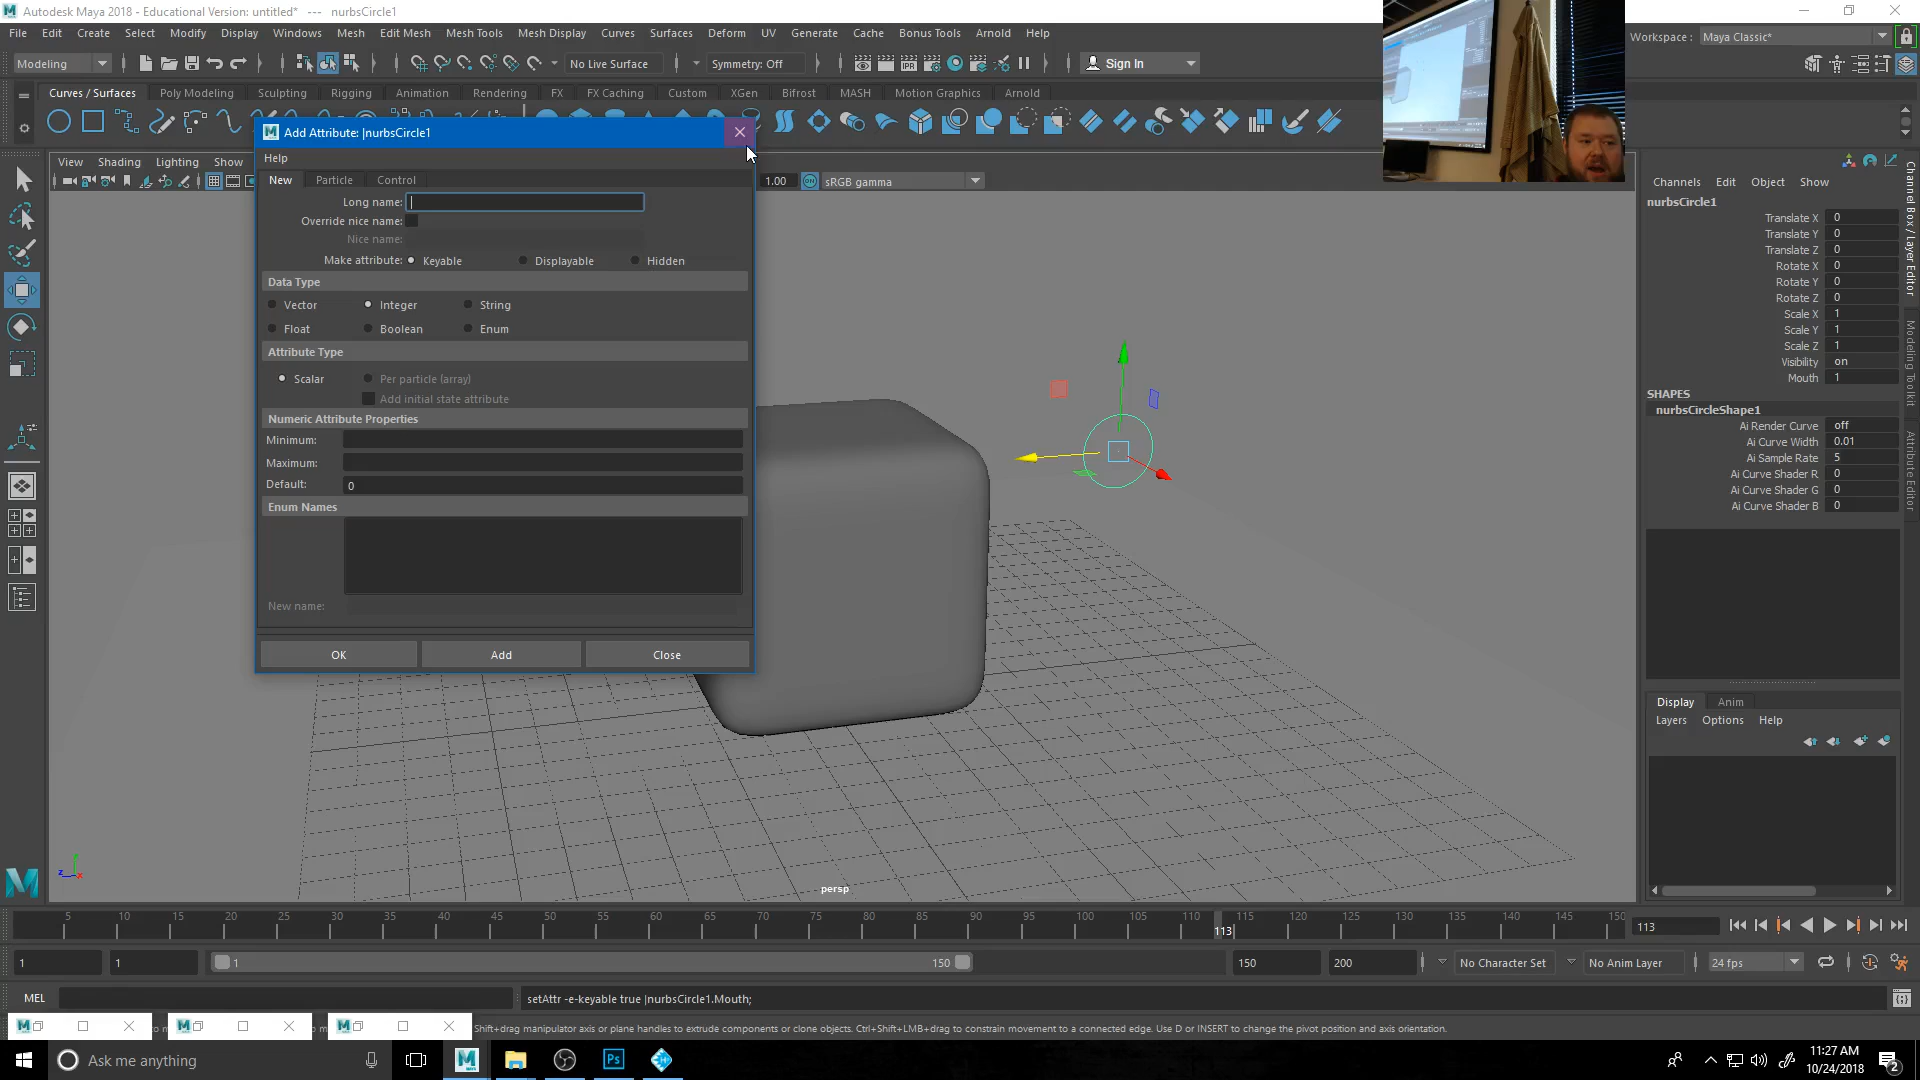 Autodesk Maya 2018 - Educational Version: untitled* --- nurbsCircle1
File Edit Create Select Modify Display Windows Mesh Edit Mesh Mesh Tools Mesh Display Curves Surfaces Deform UV Generate Cache Bonus Tools Arnold Help
Workspace : Maya Classic*
Modeling No Live Surface Symmetry: Off Sign In
Curves / Surfaces Poly Modeling Sculpting Rigging Animation Rendering FX FX Caching Custom XGen Bifrost MASH Motion Graphics Arnold
Add Attribute: |nurbsCircle1
Help
New Particle Control
Long name:
Override nice name:
Nice name:
Make attribute: Keyable Displayable Hidden
Data Type
Vector Integer String
Float Boolean Enum
Attribute Type
Scalar Per particle (array)
Add initial state attribute
Numeric Attribute Properties
Minimum:
Maximum:
Default: 0
Enum Names
New name:
OK Add Close
View Shading Lighting Show
1.00 sRGB gamma
persp
Channels Edit Object Show
nurbsCircle1
Translate X 0
Translate Y 0
Translate Z 0
Rotate X 0
Rotate Y 0
Rotate Z 0
Scale X 1
Scale Y 1
Scale Z 1
Visibility on
Mouth 1
SHAPES
nurbsCircleShape1
Ai Render Curve off
Ai Curve Width 0.01
Ai Sample Rate 5
Ai Curve Shader R 0
Ai Curve Shader G 0
Ai Curve Shader B 0
Channel Box / Layer Editor
Modeling Toolkit
Attribute Editor
Display Anim
Layers Options Help
5 10 15 20 25 30 35 40 45 50 55 60 65 70 75 80 85 90 95 100 105 110 115 120 125 130 135 140 145 150
113 113
1 1 1 150 150 200 No Character Set No Anim Layer 24 fps
MEL setAttr -e-keyable true |nurbsCircle1.Mouth;
Shift+drag manipulator axis or plane handles to extrude components or clone objects. Ctrl+Shift+LMB+drag to constrain movement to a connected edge. Use D or INSERT to change the pivot position and axis orientation.
Ask me anything
Ps
11:27 AM
10/24/2018
2